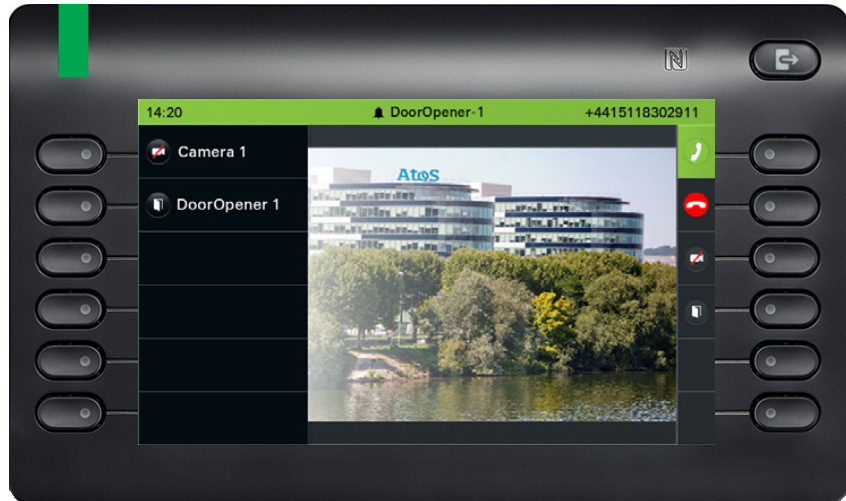 14:20
DoorOpener-1
+4415118302911
Camera 1
DoorOpener 1
Atos